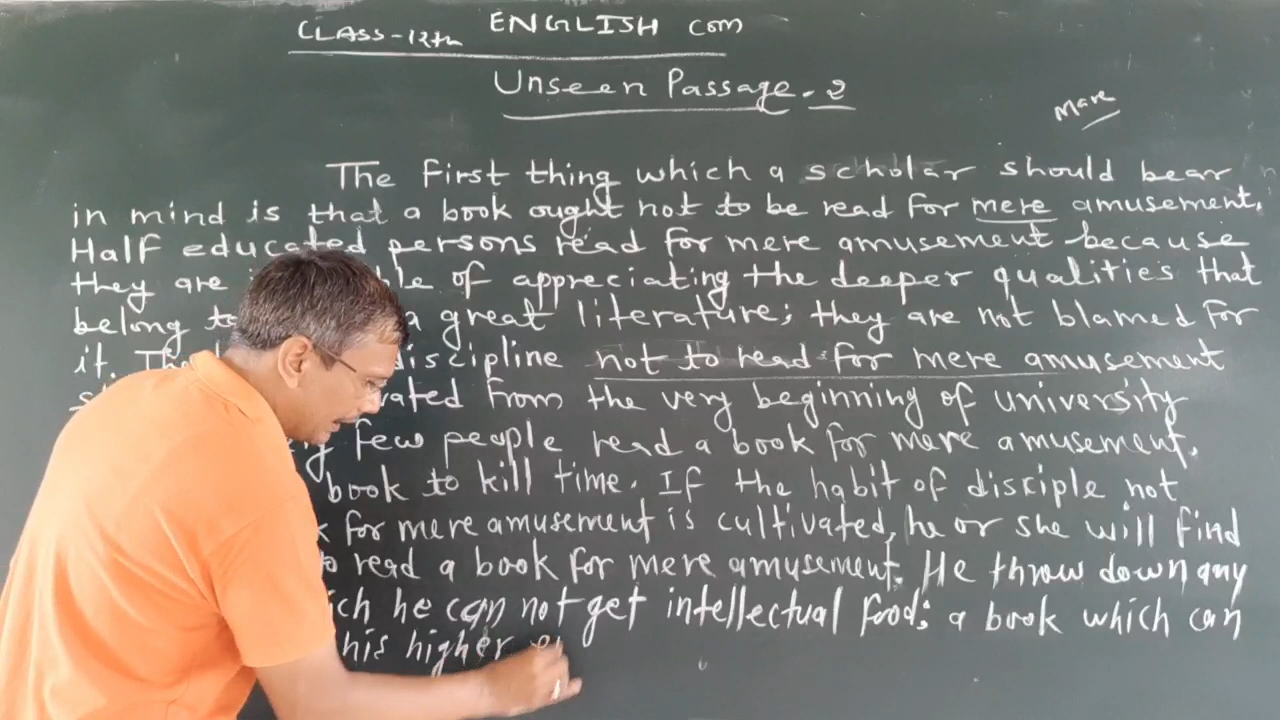 CLASS-12th ENGLISH com
Unseen Passage. 2
Mare
The first thing which a scholar should bear
in mind is that a book ought not to be read for mere amusement.
Half educated persons read for mere amusement because
they are of appreciating the deeper qualities that
belong a great literature; they are not blamed for
it. discipline not to read for mere amusement
from the very beginning of university
few people read a book for mere amusement.
book to kill time. If the habit of disciple not
for mere amusement is cultivated, he or she will find
read a book for mere amusement. He throw down any
he can not get intellectual food; a book which can
his higher